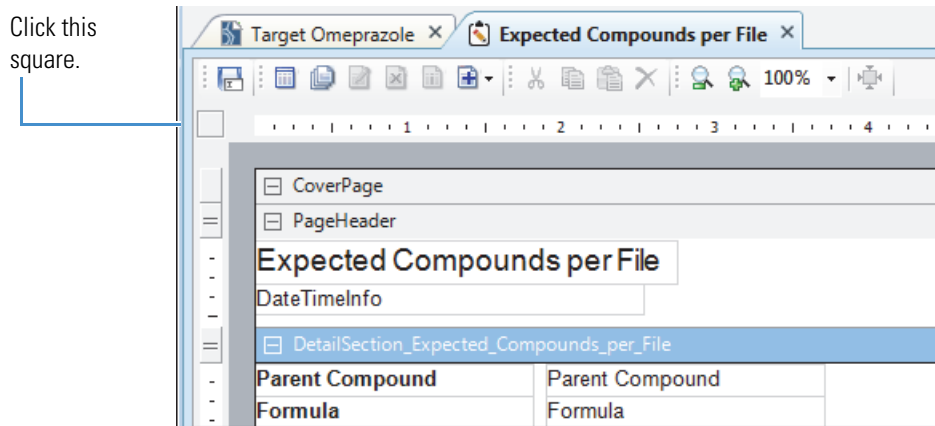 Click this
square.
Target Omeprazole
Expected Compounds per File
100%
1 2 3 4
CoverPage
PageHeader
Expected Compounds per File
DateTimeInfo
DetailSection_Expected_Compounds_per_File
Parent Compound Parent Compound
Formula Formula